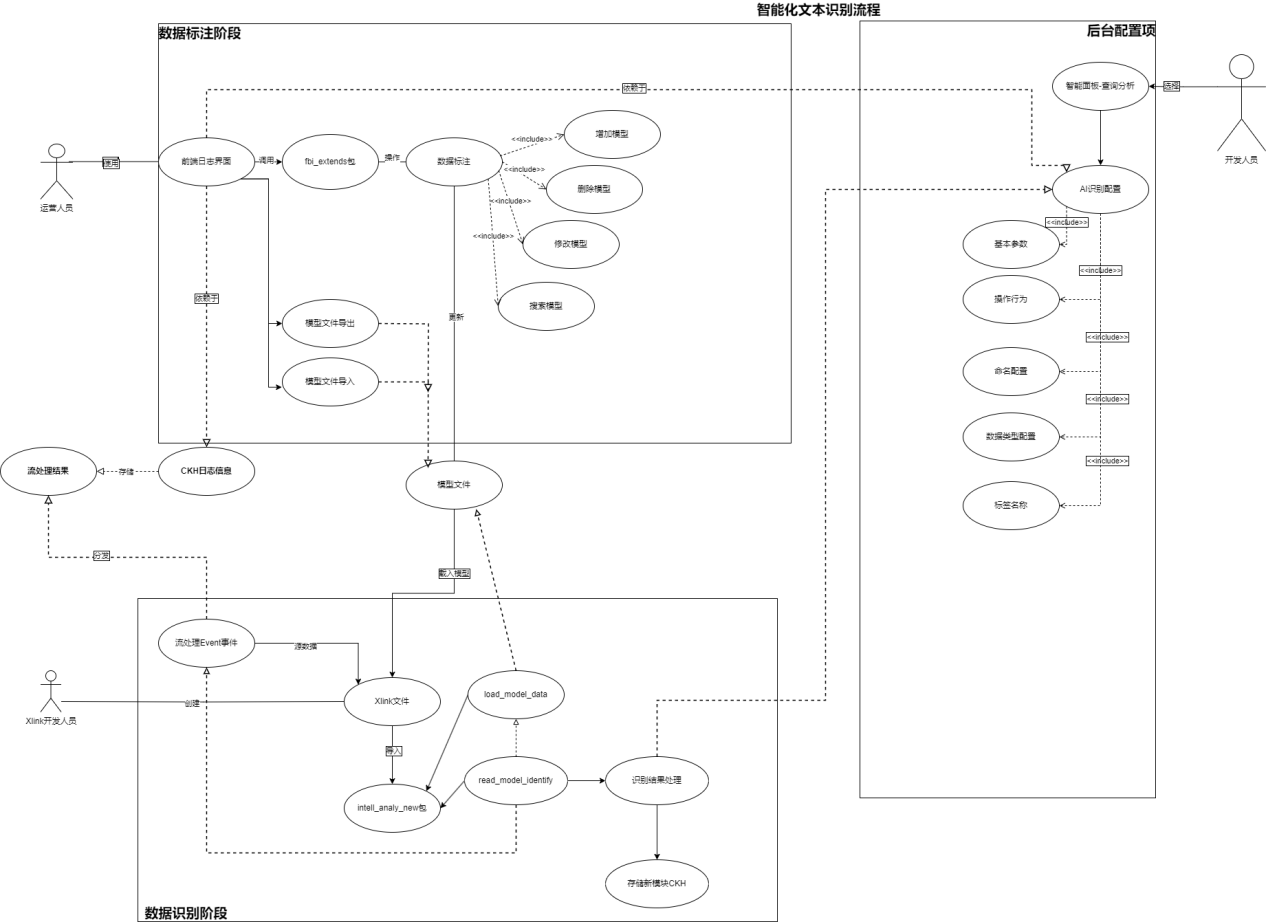 智能化文本识别流程
数据标注阶段
后台配置项
依赖于
智能面板-查询分析
选择
开发人员
增加模型
<<include>>
使用
运营人员
前端日志界面
调用
fbi_extends包
操作
数据标注
<<include>>
删除模型
<<include>>
修改模型
<<include>>
搜索模型
AI识别配置
<<include>>
基本参数
<<include>>
操作行为
<<include>>
命名配置
<<include>>
数据类型配置
<<include>>
标签名称
依赖于
模型文件导出
更新
模型文件导入
流处理结果
存储
CKH日志信息
模型文件
分发
载入模型
流处理Event事件
源数据
Xlink开发人员
创建
Xlink文件
load_model_data
导入
read_model_identify
识别结果处理
intell_analy_new包
存储新模块CKH
数据识别阶段